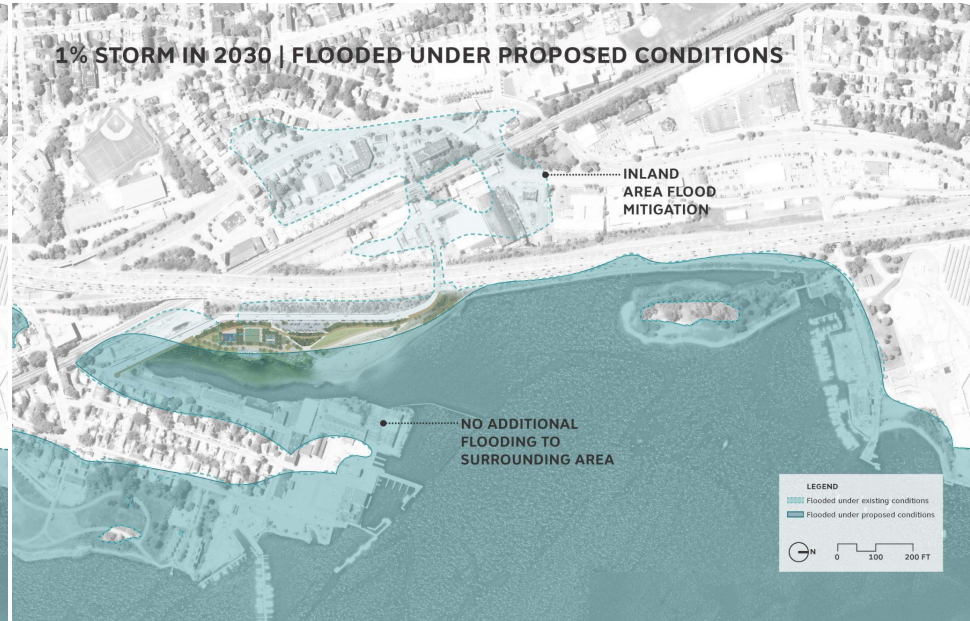 1% STORM IN 2030 | FLOODED UNDER PROPOSED CONDITIONS
INLAND
AREA FLOOD
MITIGATION
NO ADDITIONAL
FLOODING TO
SURROUNDING AREA
LEGEND
Flooded under existing conditions
Flooded under proposed conditions
N
0 100 200 FT